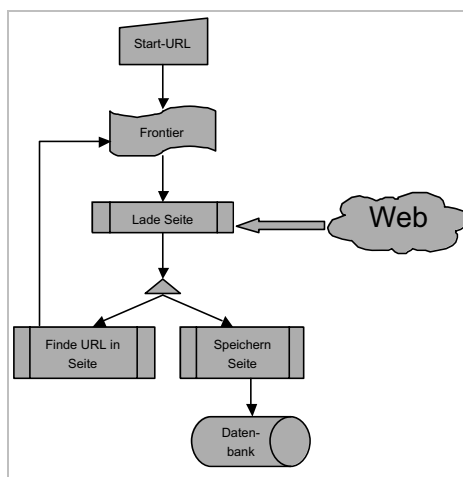 Start-URL
Frontier
Lade Seite
Web
Finde URL in
Seite
Speichern
Seite
Daten-
bank